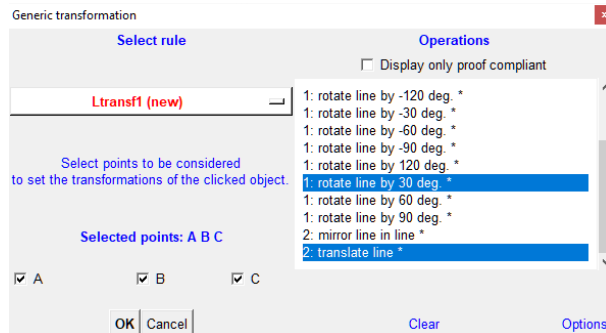 Generic transformation
Select rule
Operations
Display only proof compliant
Ltransf1 (new)
1: rotate line by -120 deg. *
1: rotate line by -30 deg. *
1: rotate line by -60 deg. *
1: rotate line by -90 deg. *
1: rotate line by 120 deg. *
1: rotate line by 30 deg. *
1: rotate line by 60 deg. *
1: rotate line by 90 deg. *
2: mirror line in line *
2: translate line *
Select points to be considered
to set the transformations of the clicked object.
Selected points: A B C
A B C
OK Cancel
Clear Options